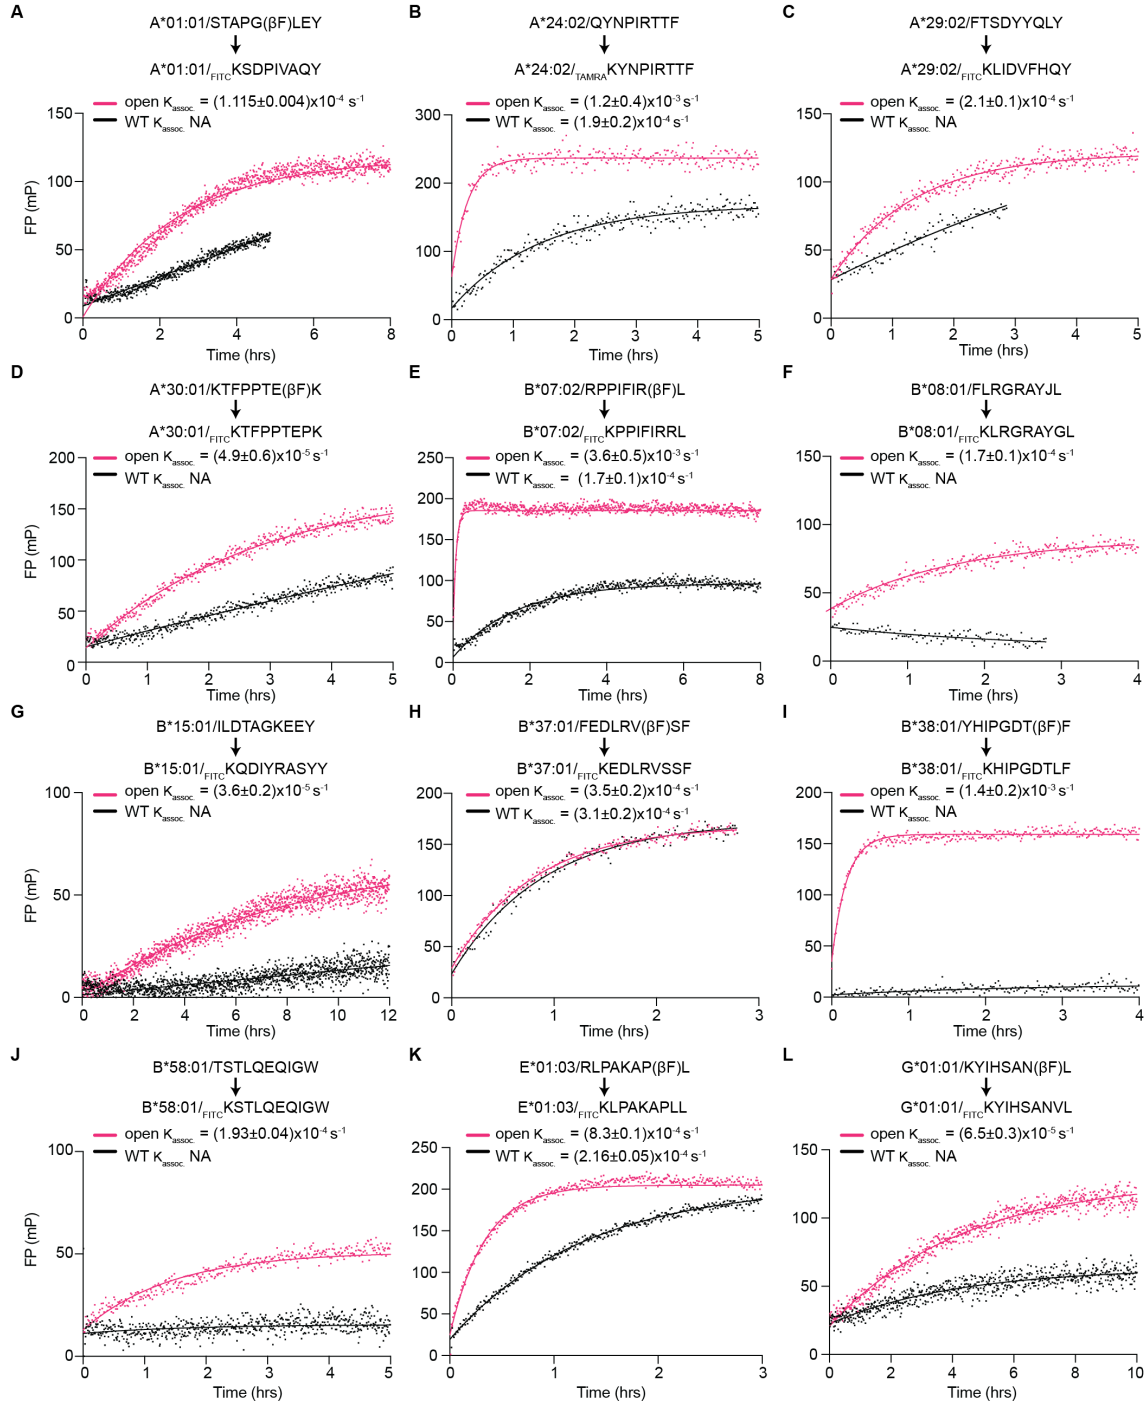 A
A*01:01/STAPG(βF)LEY
A*01:01/FITCKSDPIVAQY
open Kassoc. = (1.115±0.004)x10-4 s-1
WT Kassoc. NA
150
100
50
0
FP (mP)
0 2 4 6 8
Time (hrs)
B
A*24:02/QYNPIRTTF
A*24:02/TAMRAKYNPIRTTF
open Kassoc. = (1.2±0.4)x10-3 s-1
WT Kassoc. = (1.9±0.2)x10-4 s-1
300
200
100
0
0 1 2 3 4 5
Time (hrs)
C
A*29:02/FTSDYYQLY
A*29:02/FITCKLIDVFHQY
open Kassoc. = (2.1±0.1)x10-4 s-1
WT Kassoc. NA
150
100
50
0
0 1 2 3 4 5
Time (hrs)
D
A*30:01/KTFPPTE(βF)K
A*30:01/FITCKTFPPTEPK
open Kassoc. = (4.9±0.6)x10-5 s-1
WT Kassoc. NA
200
150
100
50
0
FP (mP)
0 1 2 3 4 5
Time (hrs)
E
B*07:02/RPPIFIR(βF)L
B*07:02/FITCKPPIFIRRL
open Kassoc. = (3.6±0.5)x10-3 s-1
WT Kassoc. = (1.7±0.1)x10-4 s-1
250
200
150
100
50
0
0 2 4 6 8
Time (hrs)
F
B*08:01/FLRGRAYJL
B*08:01/FITCKLRGRAYGL
open Kassoc. = (1.7±0.1)x10-4 s-1
WT Kassoc. NA
150
100
50
0
0 1 2 3 4
Time (hrs)
G
B*15:01/ILDTAGKEEY
B*15:01/FITCKQDIYRASYY
open Kassoc. = (3.6±0.2)x10-5 s-1
WT Kassoc. NA
100
50
0
FP (mP)
0 2 4 6 8 10 12
Time (hrs)
H
B*37:01/FEDLRV(βF)SF
B*37:01/FITCKEDLRVSSF
open Kassoc. = (3.5±0.2)x10-4 s-1
WT Kassoc. = (3.1±0.2)x10-4 s-1
200
150
100
50
0
0 1 2 3
Time (hrs)
I
B*38:01/YHIPGDT(βF)F
B*38:01/FITCKHIPGDTLF
open Kassoc. = (1.4±0.2)x10-3 s-1
WT Kassoc. NA
200
150
100
50
0
0 1 2 3 4
Time (hrs)
J
B*58:01/TSTLQEQIGW
B*58:01/FITCKSTLQEQIGW
open Kassoc. = (1.93±0.04)x10-4 s-1
WT Kassoc. NA
100
50
0
FP (mP)
0 1 2 3 4 5
Time (hrs)
K
E*01:03/RLPAKAP(βF)L
E*01:03/FITCKLPAKAPLL
open Kassoc. = (8.3±0.1)x10-4 s-1
WT Kassoc. = (2.16±0.05)x10-4 s-1
250
200
150
100
50
0
0 1 2 3
Time (hrs)
L
G*01:01/KYIHSAN(βF)L
G*01:01/FITCKYIHSANVL
open Kassoc. = (6.5±0.3)x10-5 s-1
WT Kassoc. NA
150
100
50
0
0 2 4 6 8 10
Time (hrs)